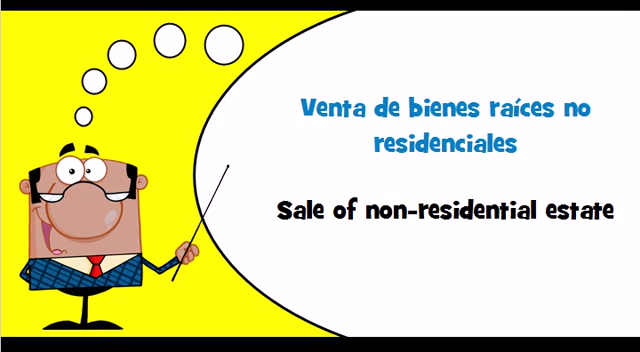 Venta de bienes raíces no
residenciales
Sale of non-residential estate